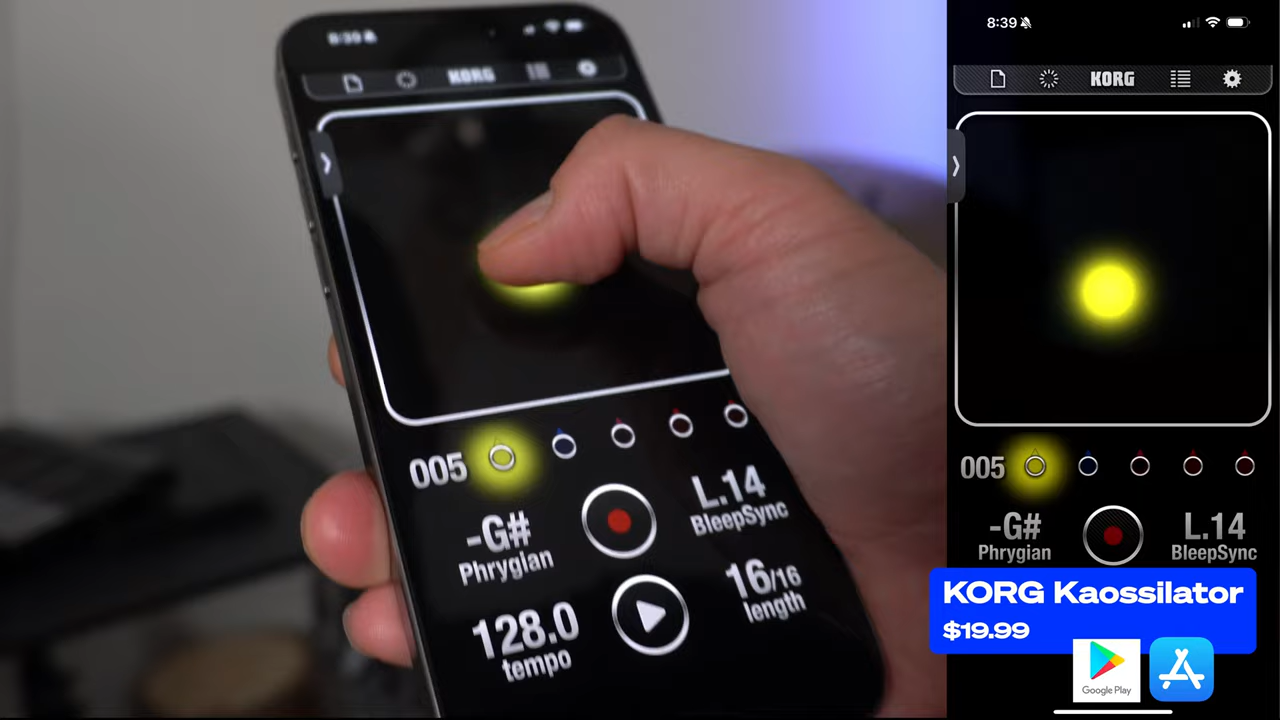 8:39
KORG
005
-G#
Phrygian
L.14
BleepSync
128.0
tempo
16/16
length
8:39
KORG
005
-G#
Phrygian
L.14
BleepSync
KORG Kaossilator
$19.99
Google Play